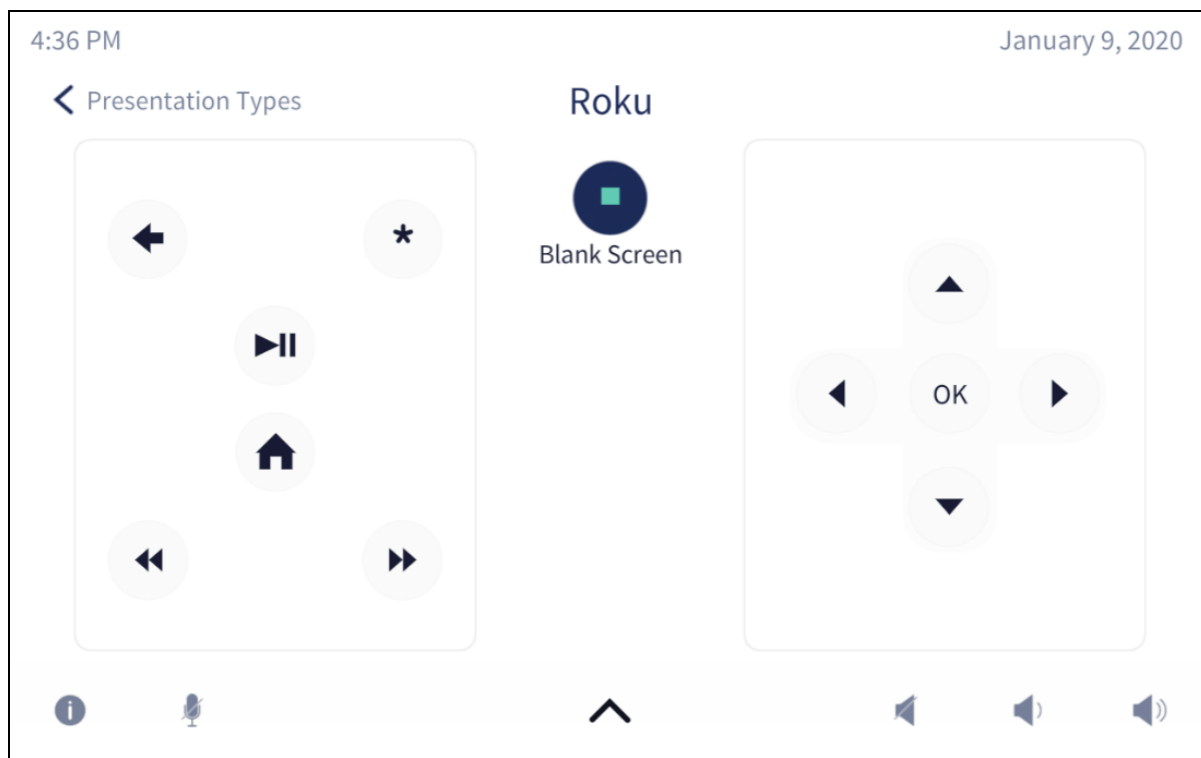 4:36 PM
January 9, 2020
Presentation Types
Roku
*
Blank Screen
OK